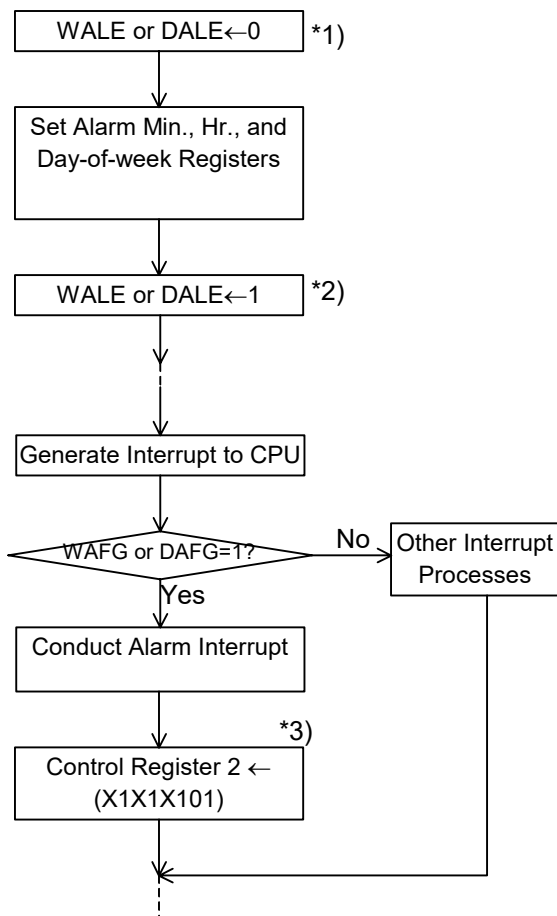 WALE or DALE←0
*1)
Set Alarm Min., Hr., and
Day-of-week Registers
WALE or DALE←1
*2)
Generate Interrupt to CPU
WAFG or DAFG=1?
No
Other Interrupt
Processes
Yes
Conduct Alarm Interrupt
*3)
Control Register 2 ←
(X1X1X101)